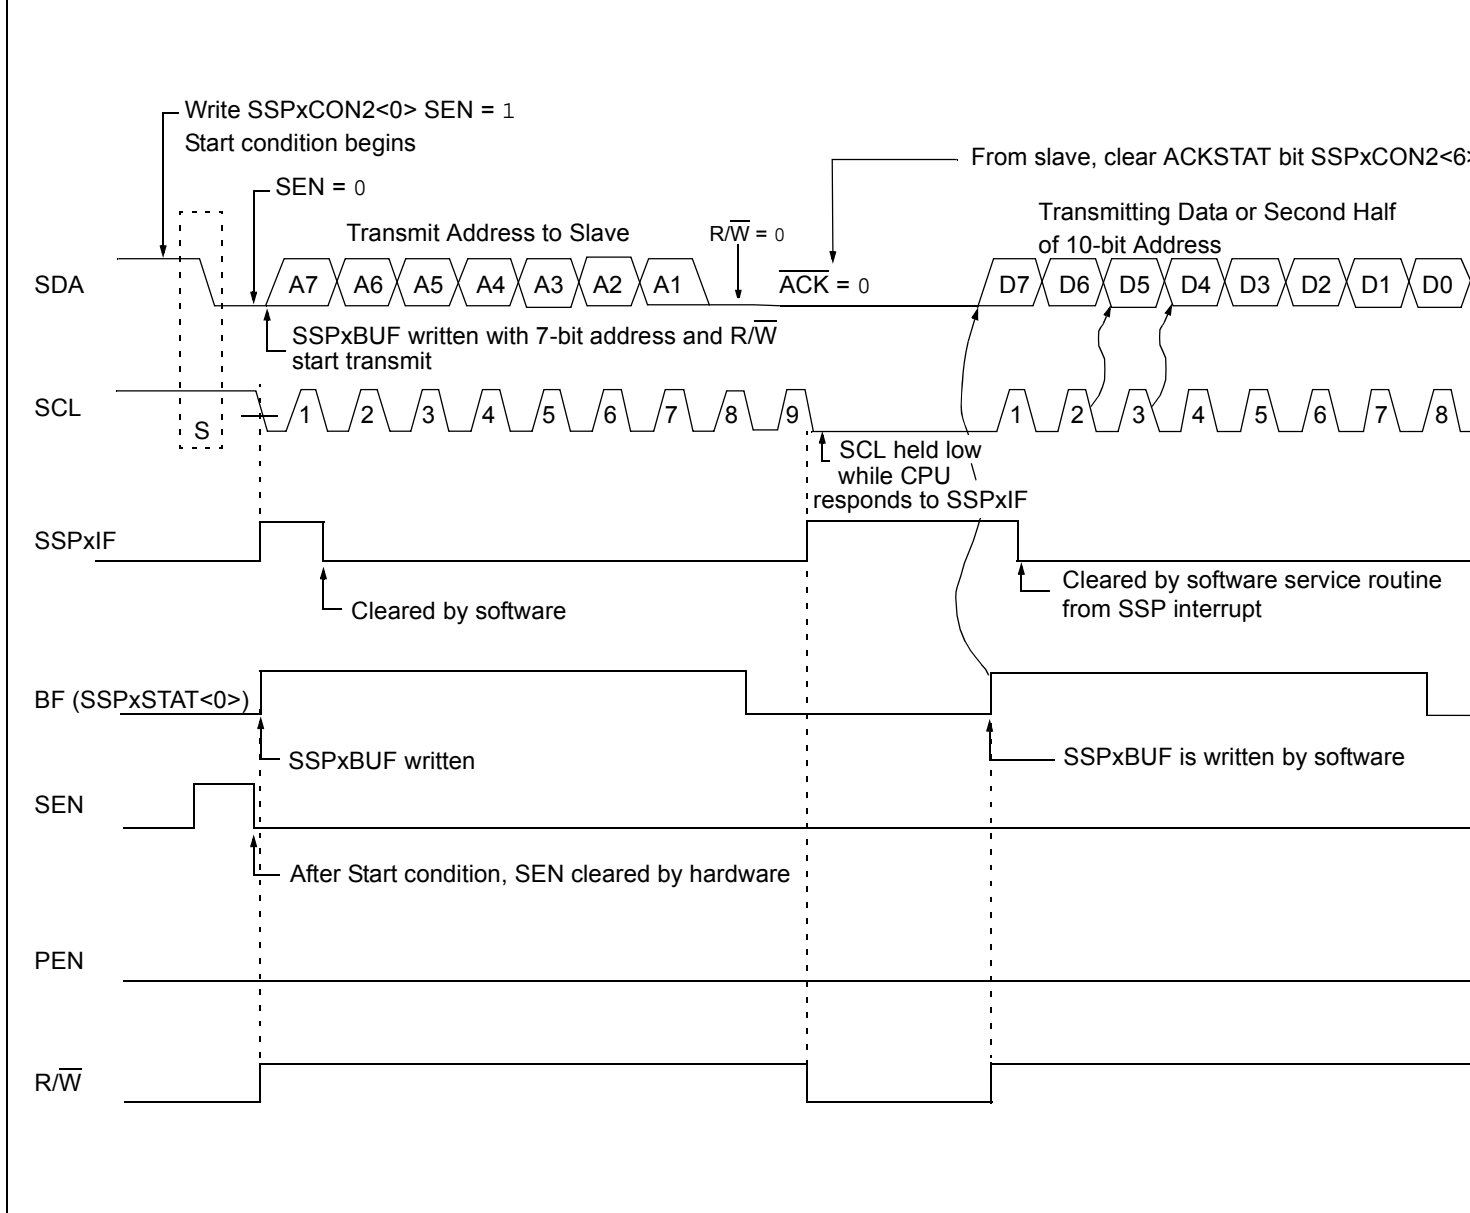 Write SSPxCON2<0> SEN = 1
Start condition begins
From slave, clear ACKSTAT bit SSPxCON2<6>
SEN = 0
Transmitting Data or Second Half
of 10-bit Address
Transmit Address to Slave
R/W̅ = 0
SDA
A7 A6 A5 A4 A3 A2 A1
A̅C̅K̅ = 0
D7 D6 D5 D4 D3 D2 D1 D0
SSPxBUF written with 7-bit address and R/W̅
start transmit
SCL
S
1 2 3 4 5 6 7 8 9
1 2 3 4 5 6 7 8
SCL held low
while CPU
responds to SSPxIF
SSPxIF
Cleared by software
Cleared by software service routine
from SSP interrupt
BF (SSPxSTAT<0>)
SSPxBUF written
SSPxBUF is written by software
SEN
After Start condition, SEN cleared by hardware
PEN
R/W̅